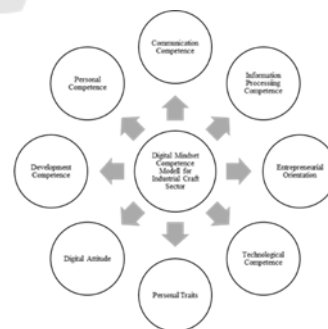 Communication
Competence
Personal
Competence
Information
Processing
Competence
Development
Competence
Digital Mindset
Competence
Modell for
Industrial Craft
Sector
Entrepreneurial
Orientation
Digital Attitude
Technological
Competence
Personal Traits